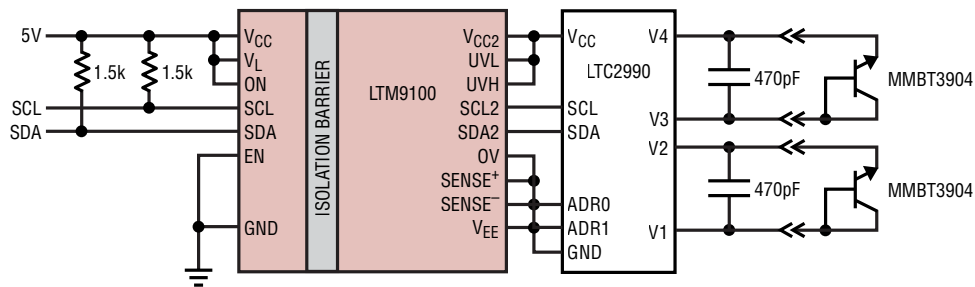 5V
1.5k
1.5k
SCL
SDA
VCC
VL
ON
SCL
SDA
EN
GND
ISOLATION BARRIER
LTM9100
VCC2
UVL
UVH
SCL2
SDA2
OV
SENSE+
SENSE–
VEE
VCC
LTC2990
SCL
SDA
ADR0
ADR1
GND
V4
V3
V2
V1
470pF
MMBT3904
470pF
MMBT3904